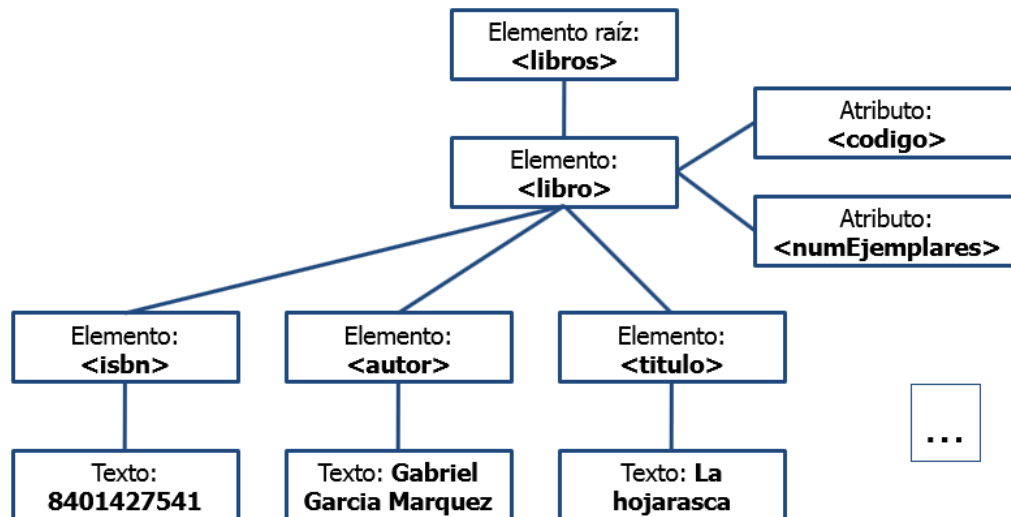 Elemento raíz:
<libros>
Atributo:
<codigo>
Elemento:
<libro>
Atributo:
<numEjemplares>
Elemento:
<isbn>
Elemento:
<autor>
Elemento:
<titulo>
...
Texto:
8401427541
Texto: Gabriel
Garcia Marquez
Texto: La
hojarasca